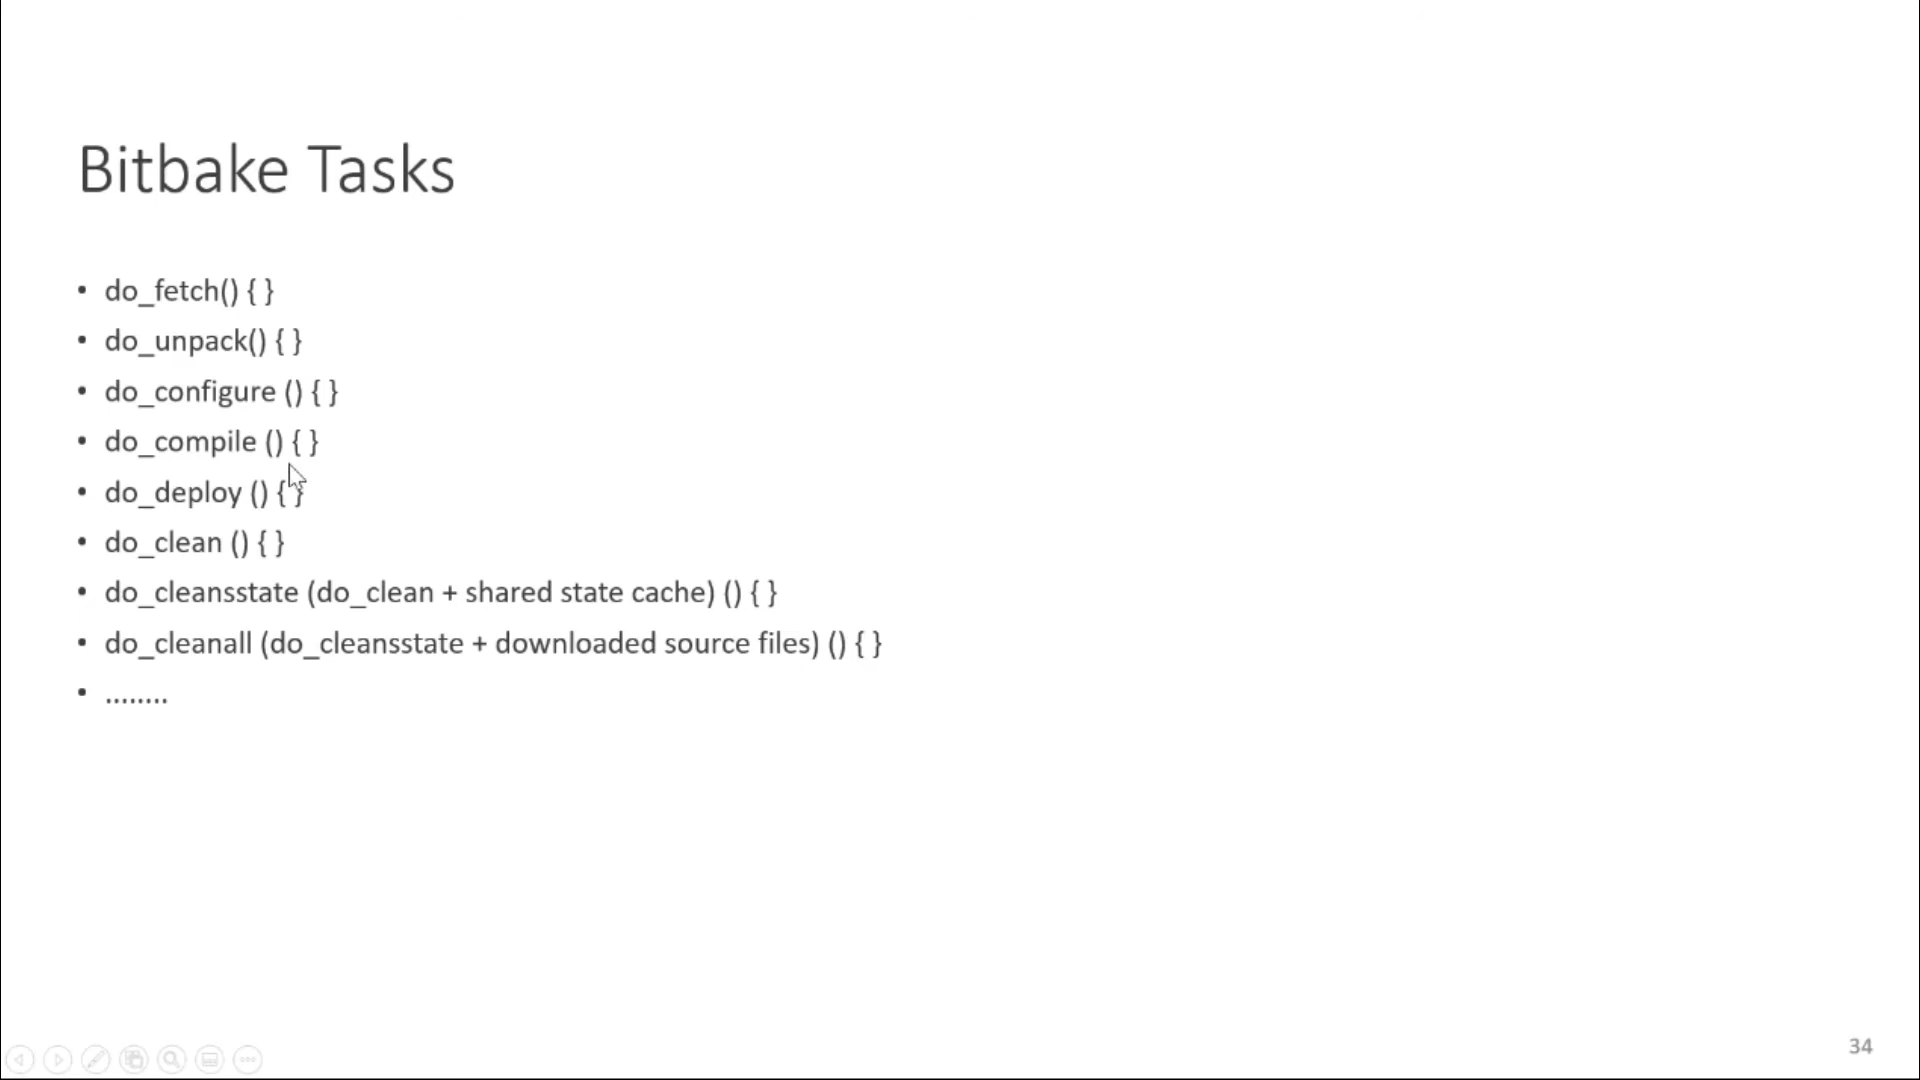 Bitbake Tasks
• do_fetch() { }
• do_unpack() { }
• do_configure () { }
• do_compile () { }
• do_deploy () { }
• do_clean () { }
• do_cleansstate (do_clean + shared state cache) () { }
• do_cleanall (do_cleansstate + downloaded source files) () { }
• ........
34